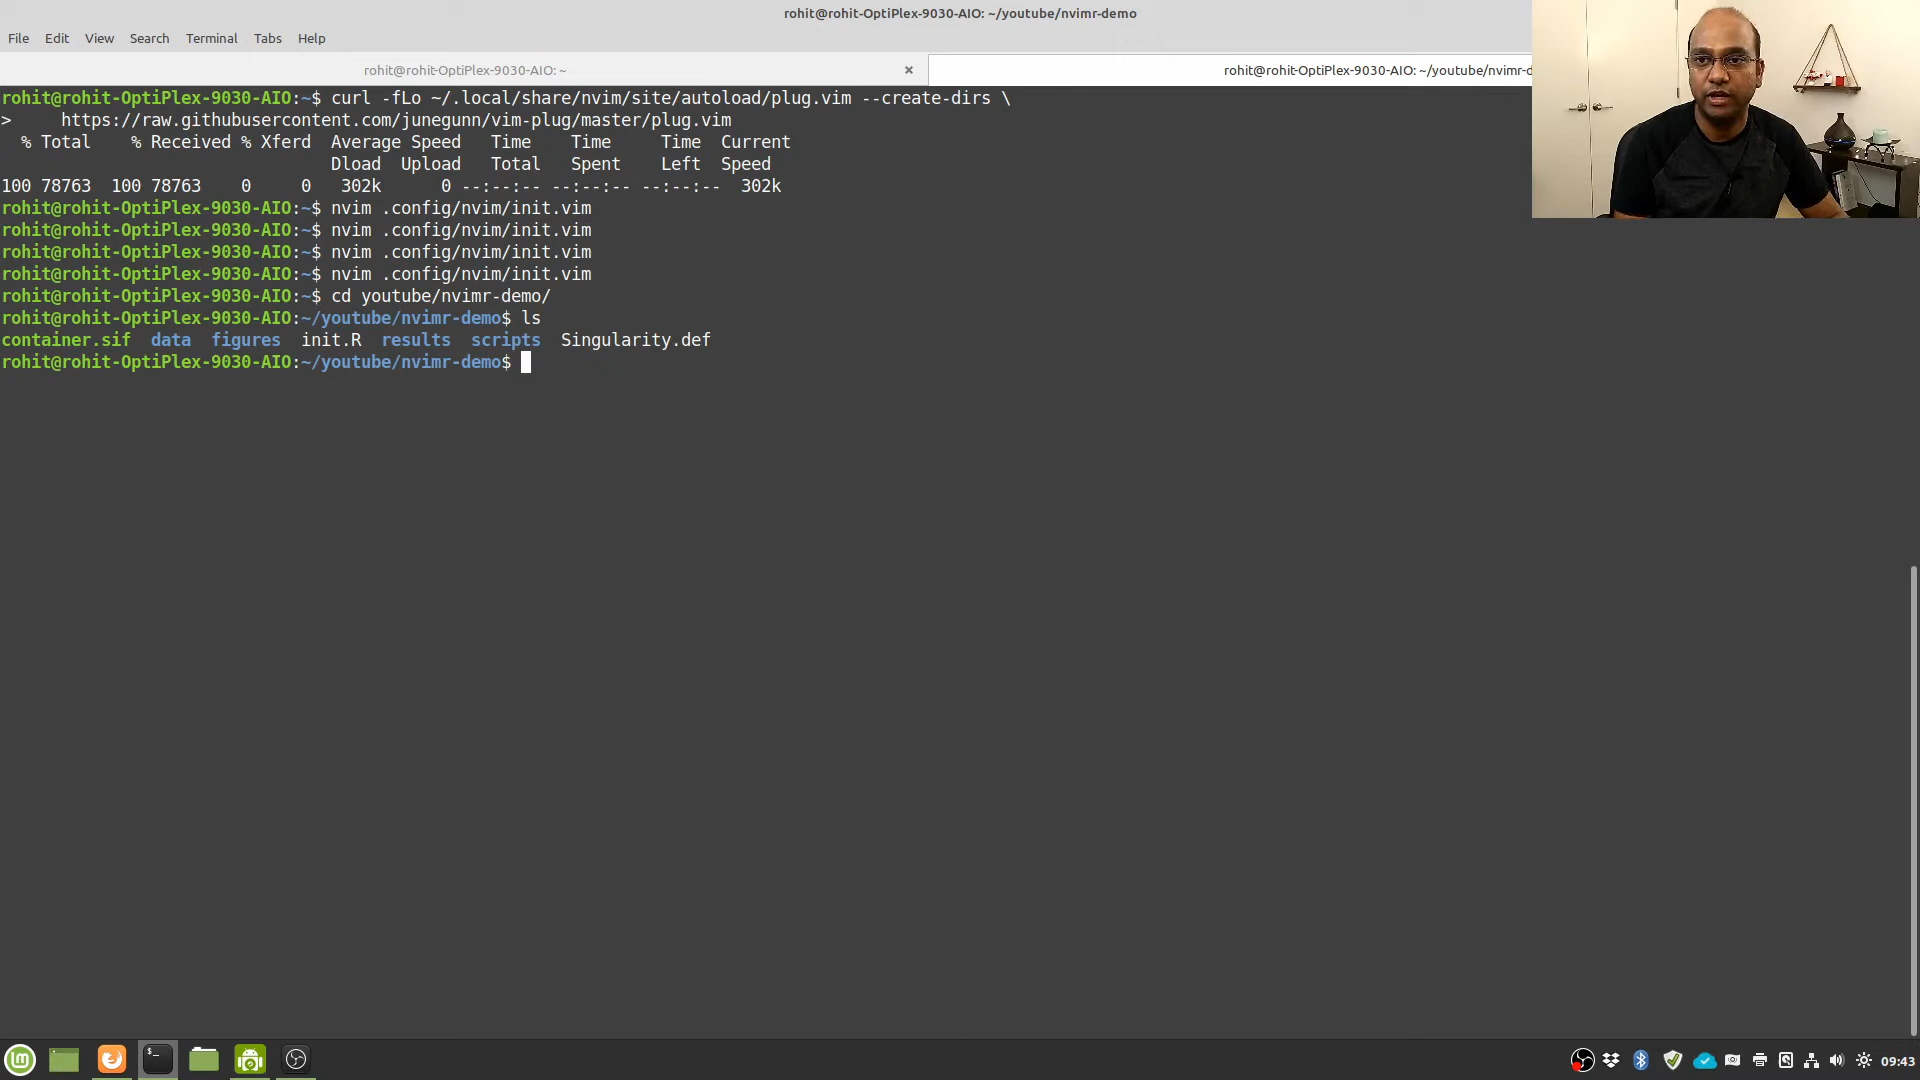 rohit@rohit-OptiPlex-9030-AIO: ~/youtube/nvimr-demo
File Edit View Search Terminal Tabs Help
rohit@rohit-OptiPlex-9030-AIO: ~ × rohit@rohit-OptiPlex-9030-AIO: ~/youtube/nvimr-d
rohit@rohit-OptiPlex-9030-AIO:~$ curl -fLo ~/.local/share/nvim/site/autoload/plug.vim --create-dirs \
>     https://raw.githubusercontent.com/junegunn/vim-plug/master/plug.vim
  % Total    % Received % Xferd  Average Speed   Time    Time     Time  Current
                                 Dload  Upload   Total   Spent    Left  Speed
100 78763  100 78763    0     0   302k      0 --:--:-- --:--:-- --:--:--  302k
rohit@rohit-OptiPlex-9030-AIO:~$ nvim .config/nvim/init.vim
rohit@rohit-OptiPlex-9030-AIO:~$ nvim .config/nvim/init.vim
rohit@rohit-OptiPlex-9030-AIO:~$ nvim .config/nvim/init.vim
rohit@rohit-OptiPlex-9030-AIO:~$ nvim .config/nvim/init.vim
rohit@rohit-OptiPlex-9030-AIO:~$ cd youtube/nvimr-demo/
rohit@rohit-OptiPlex-9030-AIO:~/youtube/nvimr-demo$ ls
container.sif  data  figures  init.R  results  scripts  Singularity.def
rohit@rohit-OptiPlex-9030-AIO:~/youtube/nvimr-demo$
09:43